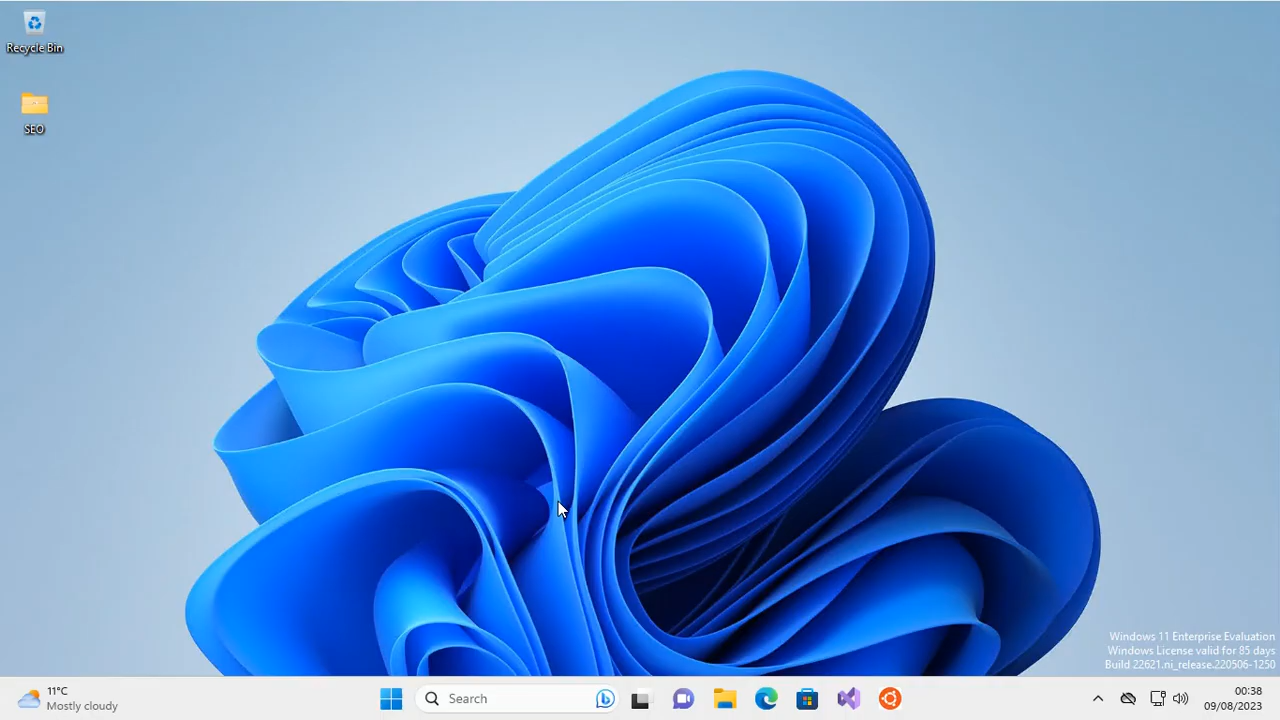 Recycle Bin
SEO
Windows 11 Enterprise Evaluation
Windows License valid for 85 days
Build 22621.ni_release.220506-1250
11°C
Mostly cloudy
Search
00:38
09/08/2023